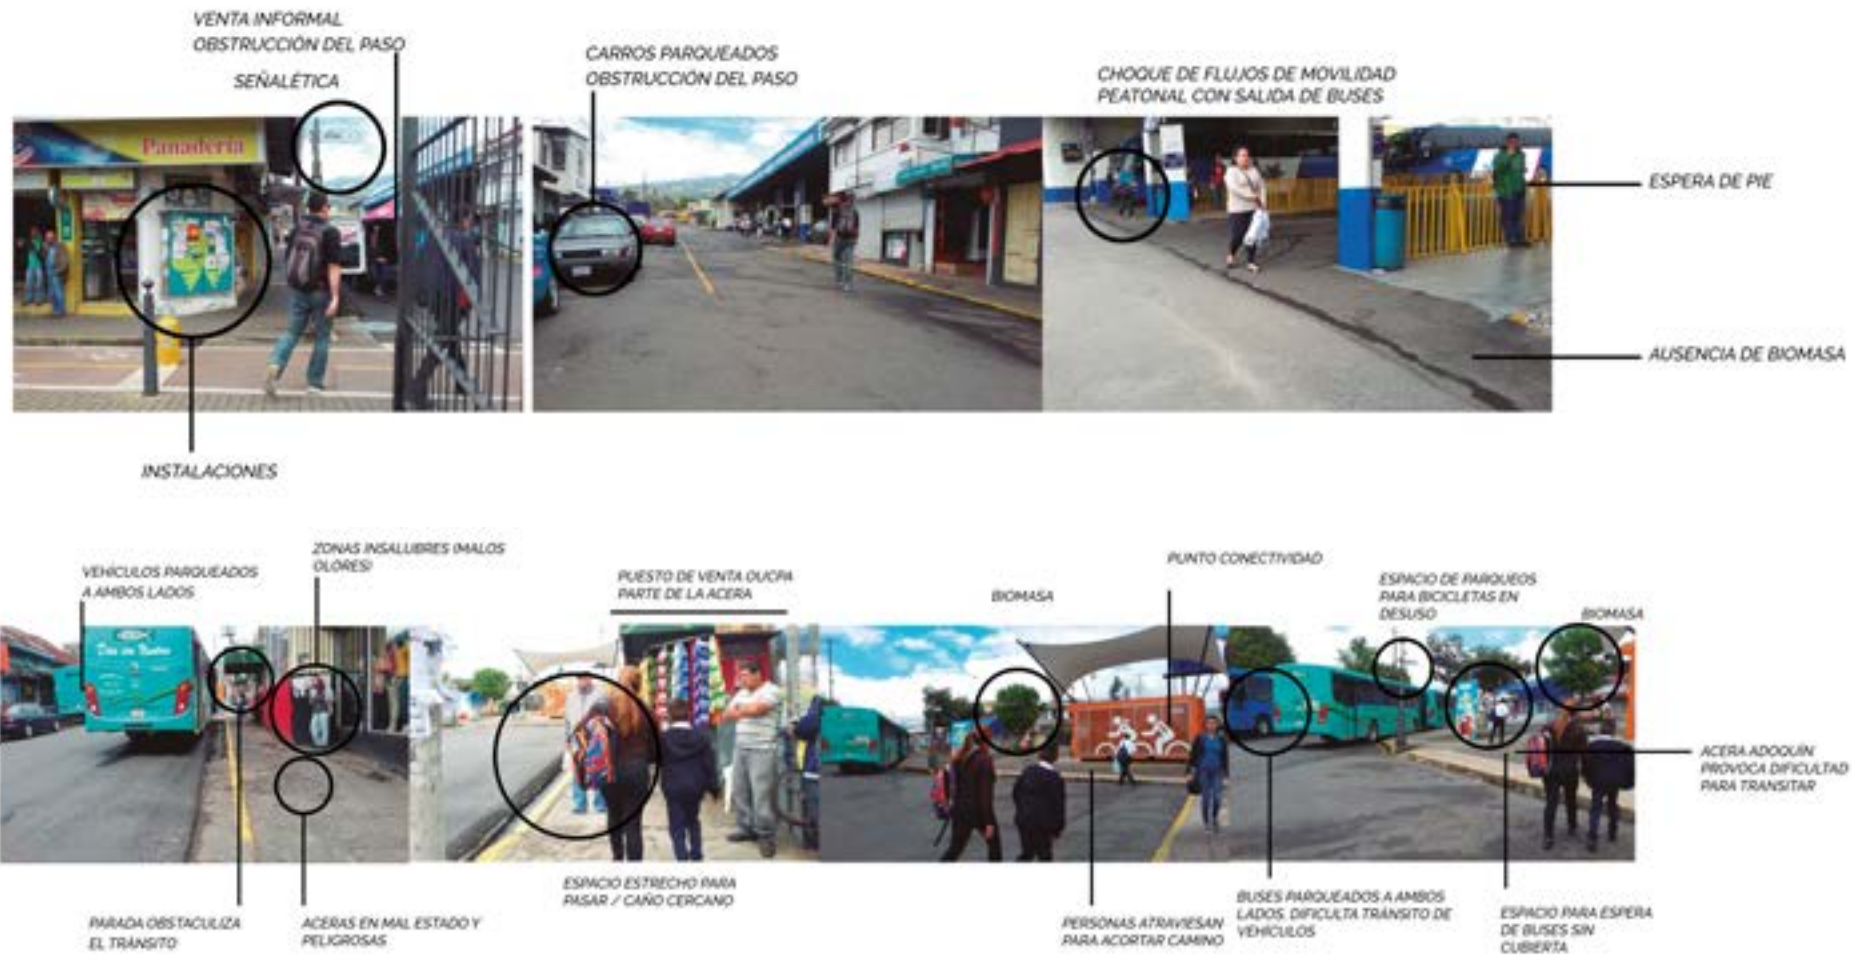 VENTA INFORMAL
OBSTRUCCIÓN DEL PASO
SEÑALÉTICA
CARROS PARQUEADOS
OBSTRUCCIÓN DEL PASO
CHOQUE DE FLUJOS DE MOVILIDAD
PEATONAL CON SALIDA DE BUSES
Panadería
ESPERA DE PIE
AUSENCIA DE BIOMASA
INSTALACIONES
VEHÍCULOS PARQUEADOS
A AMBOS LADOS
ZONAS INSALUBRES (MALOS
OLORES)
PUESTO DE VENTA OUCPA
PARTE DE LA ACERA
BIOMASA
PUNTO CONECTIVIDAD
ESPACIO DE PARQUEOS
PARA BICICLETAS EN
DESUSO
BIOMASA
ACERA ADOQUÍN
PROVOCA DIFICULTAD
PARA TRANSITAR
PARADA OBSTACULIZA
EL TRÁNSITO
ACERAS EN MAL ESTADO Y
PELIGROSAS
ESPACIO ESTRECHO PARA
PASAR / CAÑO CERCANO
PERSONAS ATRAVIESAN
PARA ACORTAR CAMINO
BUSES PARQUEADOS A AMBOS
LADOS. DIFICULTA TRÁNSITO DE
VEHÍCULOS
ESPACIO PARA ESPERA
DE BUSES SIN
CUBIERTA